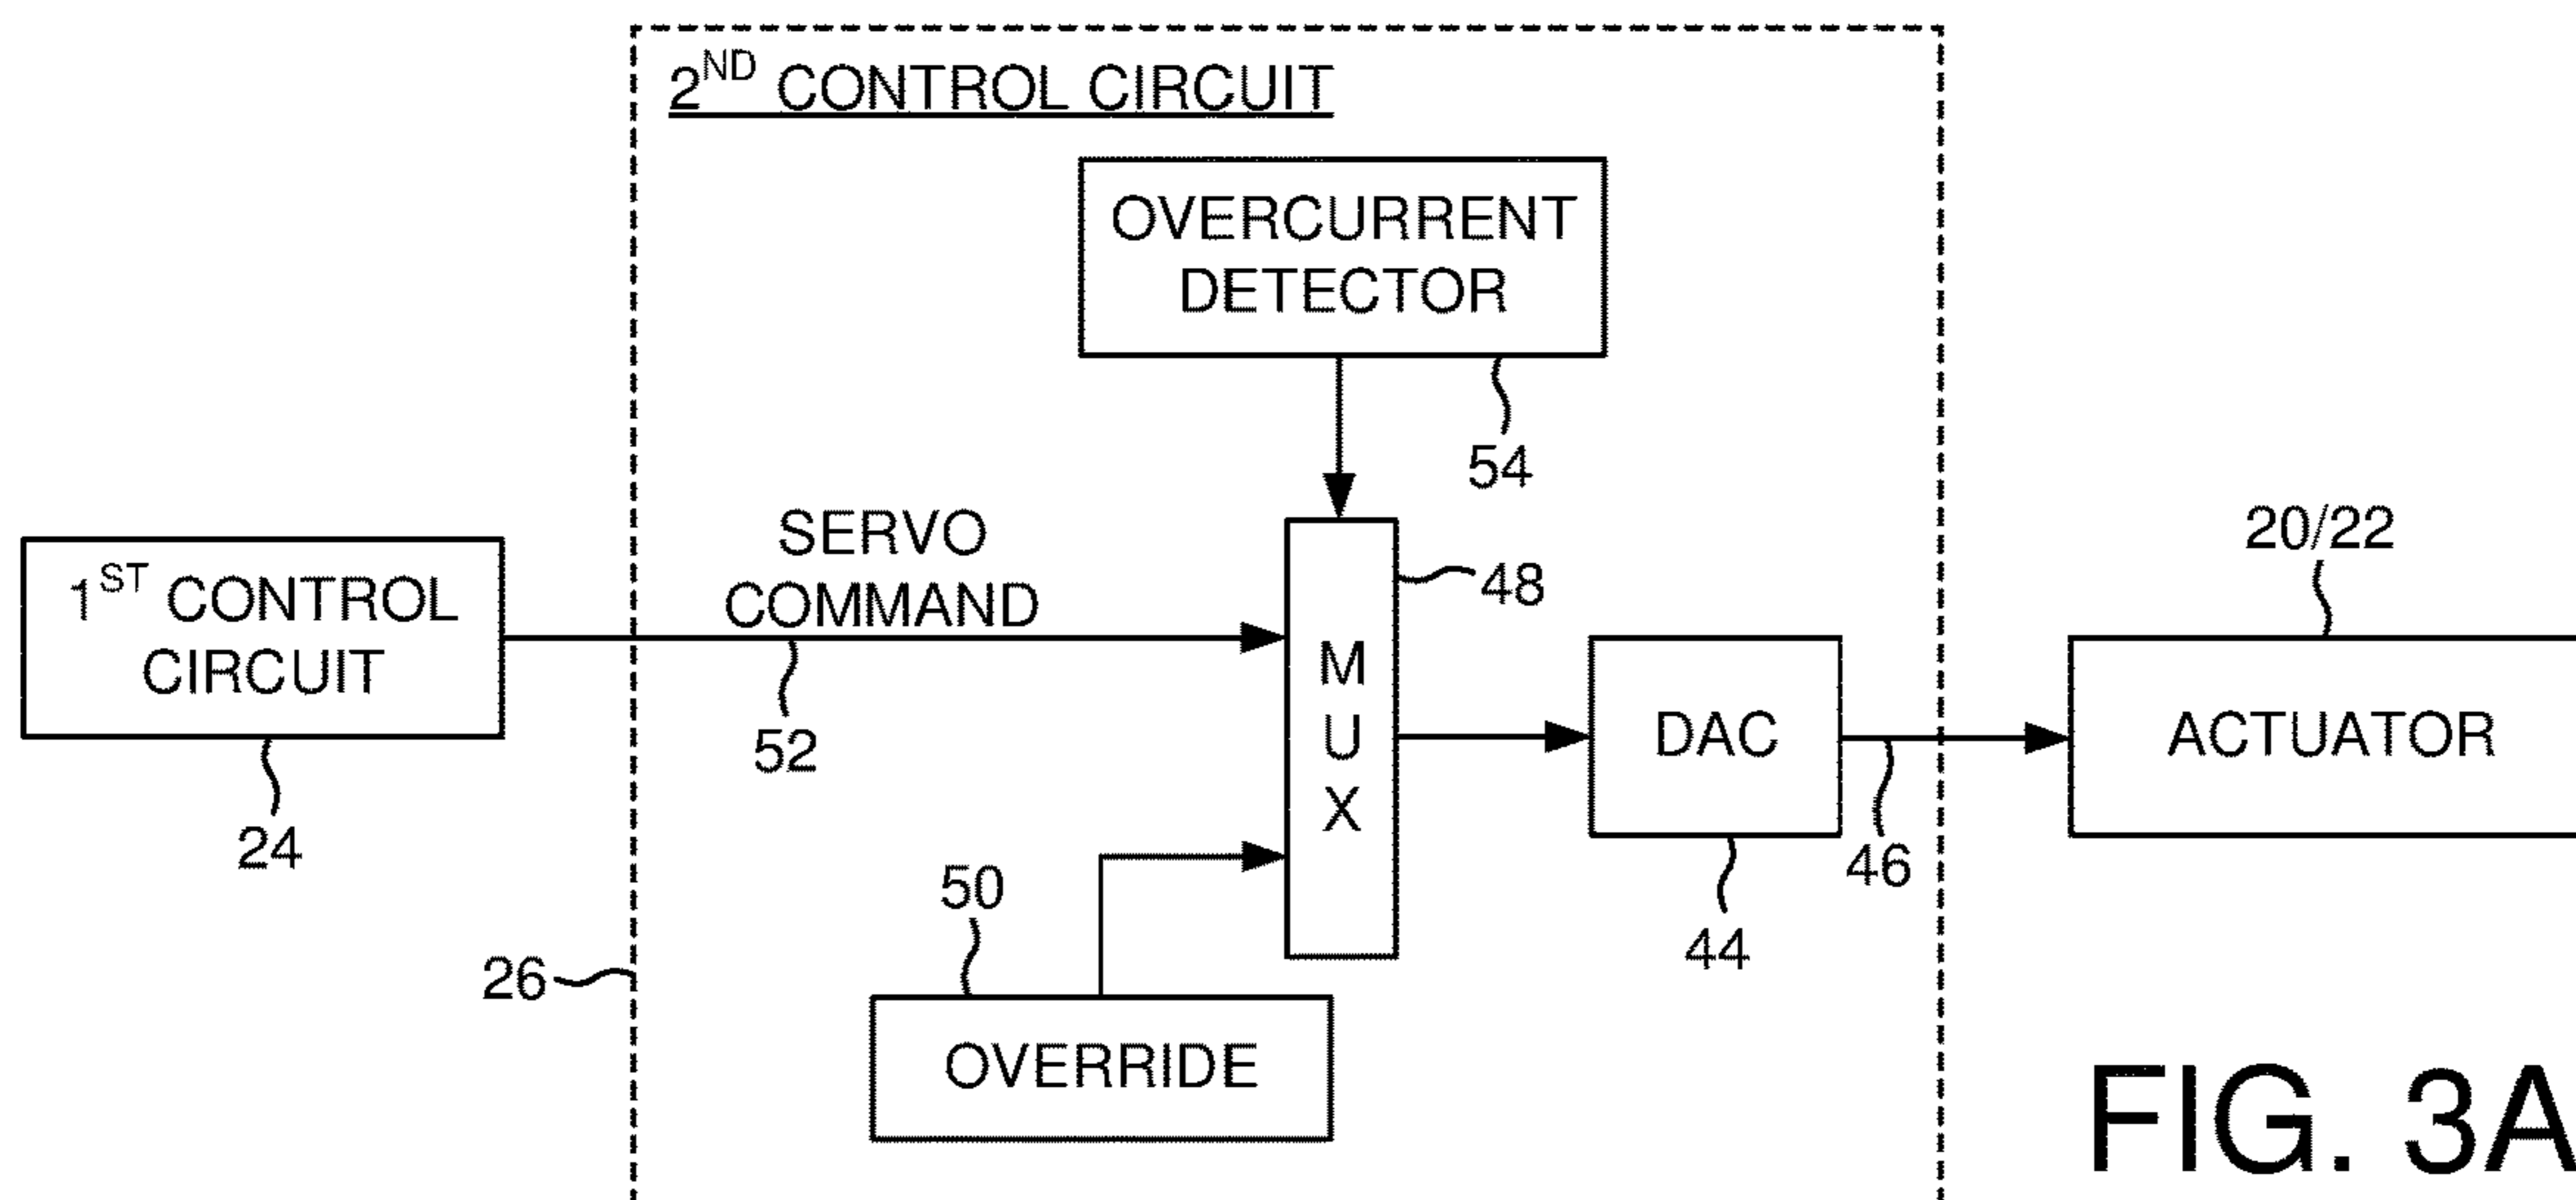 2ND CONTROL CIRCUIT
OVERCURRENT
DETECTOR
54
SERVO
COMMAND
52
1ST CONTROL
CIRCUIT
24
48
M
U
X
20/22
DAC
44
46
ACTUATOR
50
26
OVERRIDE
FIG. 3A